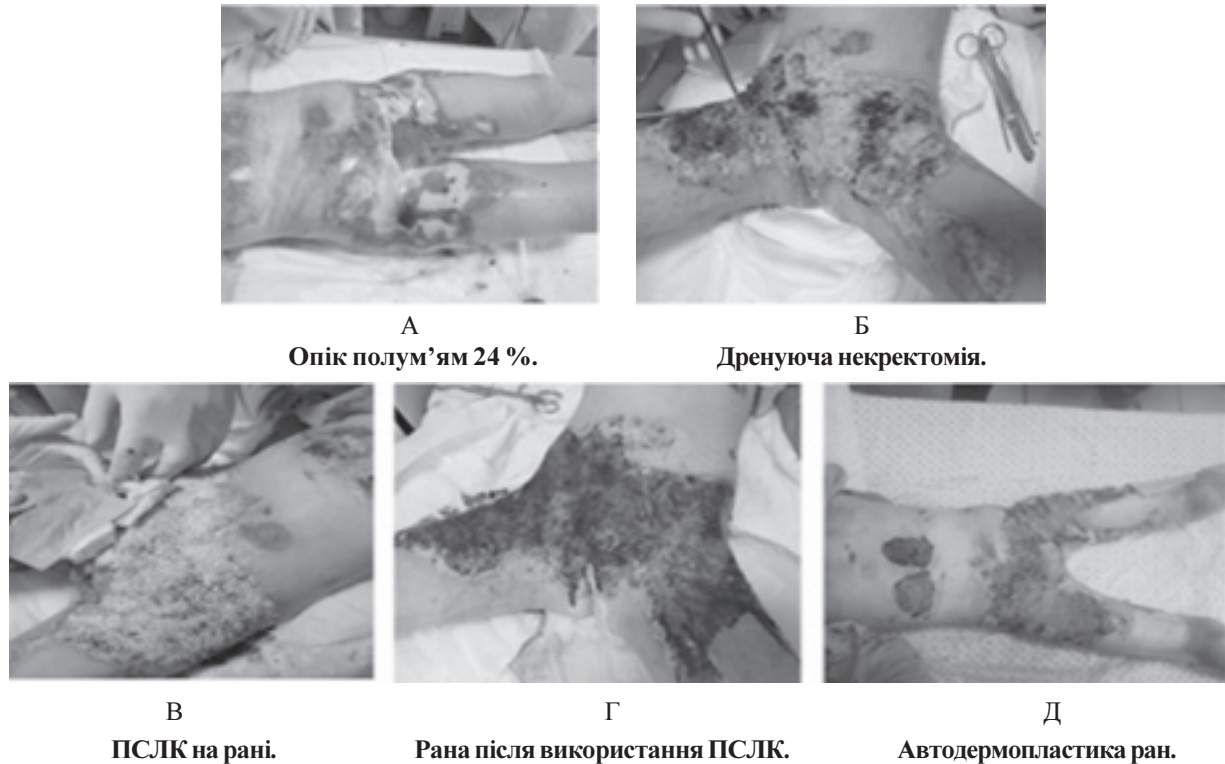 А
Б
Опік полум’ям 24 %.
Дренуюча некректомія.
В
Г
Д
ПСЛК на рані.
Рана після використання ПСЛК.
Автодермопластика ран.